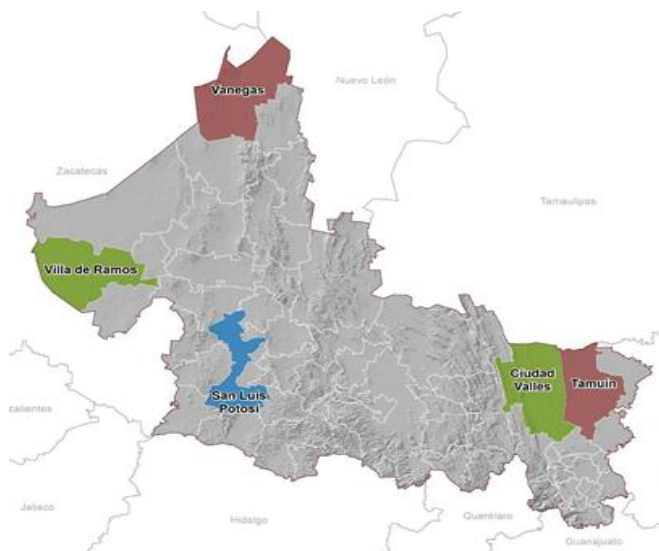 Vanegas
Nuevo León
Zacatecas
Tamaulipas
Villa de Ramos
Ciudad
Valles
Tamuín
San Luis
Potosí
calientes
Jalisco
Hidalgo
Querétaro
Guanajuato